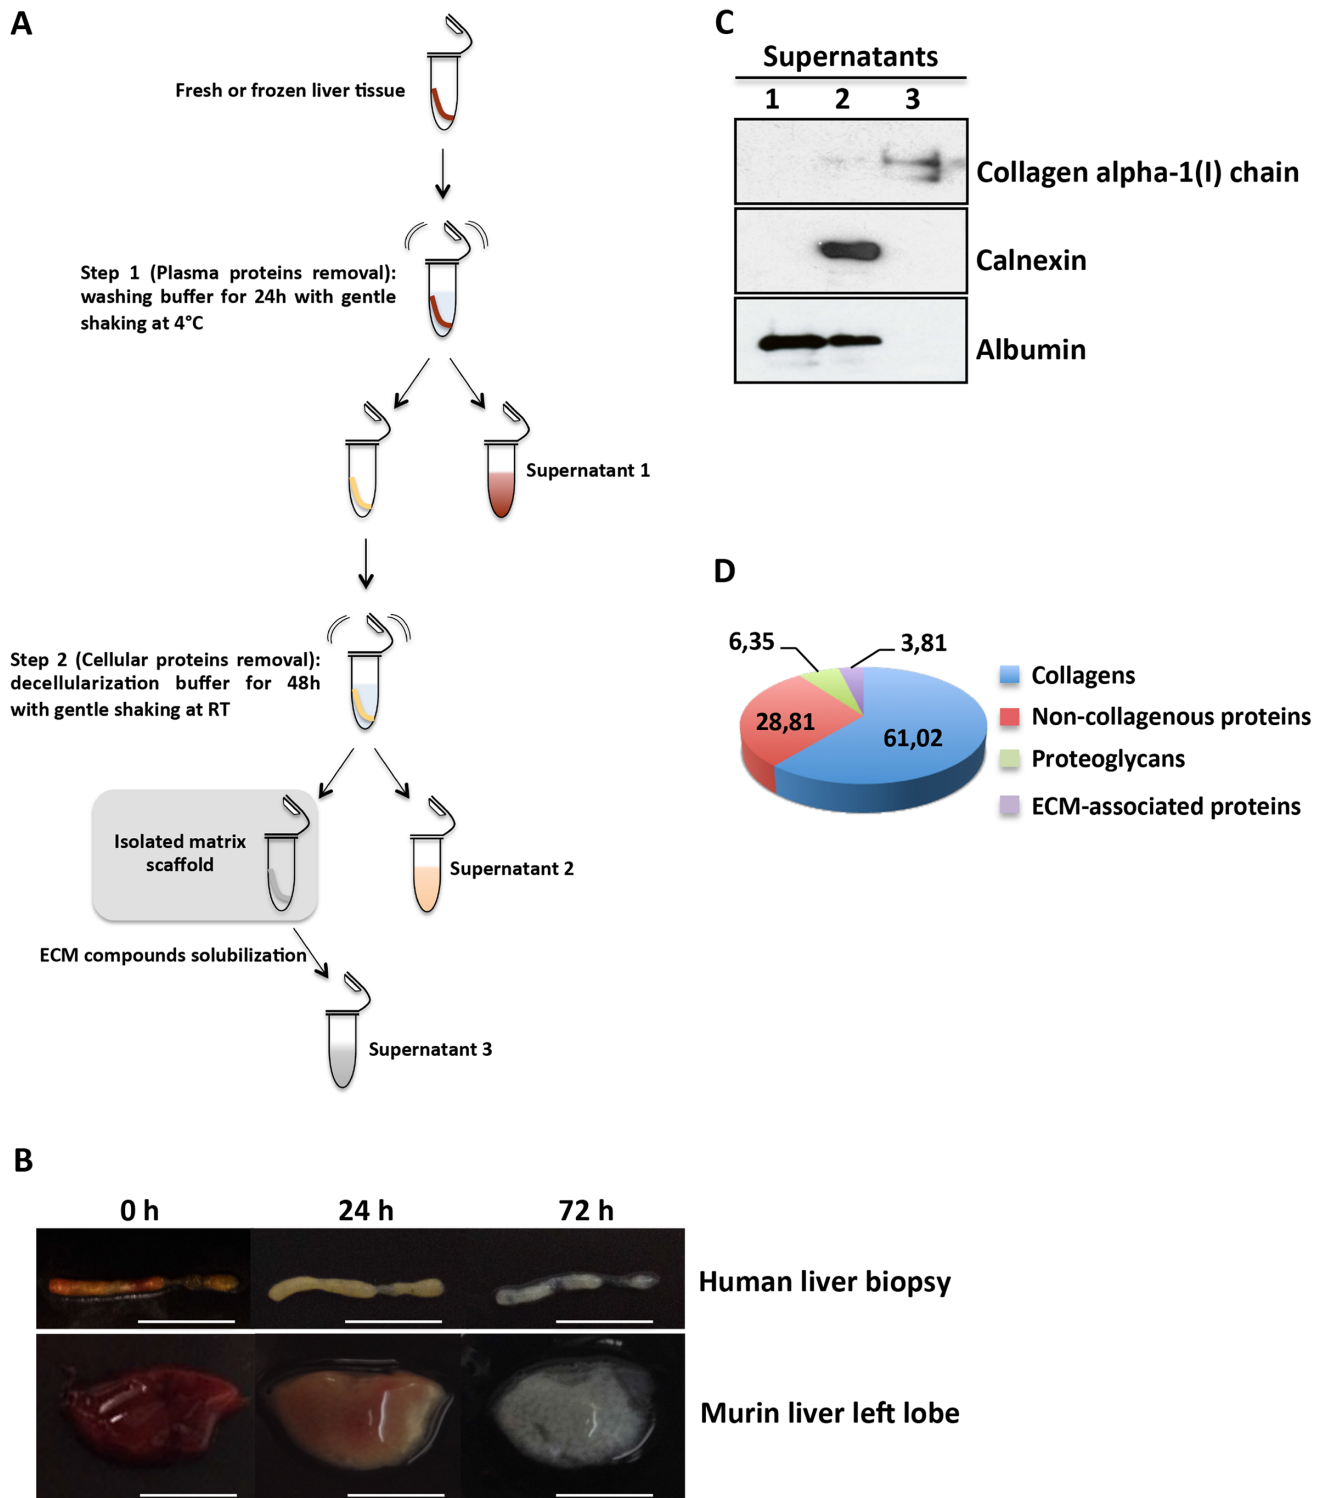 A
Fresh or frozen liver tissue
Step 1 (Plasma proteins removal):
washing buffer for 24h with gentle
shaking at 4°C
Supernatant 1
Step 2 (Cellular proteins removal):
decellularization buffer for 48h
with gentle shaking at RT
Isolated matrix
scaffold
Supernatant 2
ECM compounds solubilization
Supernatant 3
B
0 h 24 h 72 h
Human liver biopsy
Murin liver left lobe
C
Supernatants
1 2 3
Collagen alpha-1(I) chain
Calnexin
Albumin
D
6,35 3,81
28,81
61,02
Collagens
Non-collagenous proteins
Proteoglycans
ECM-associated proteins